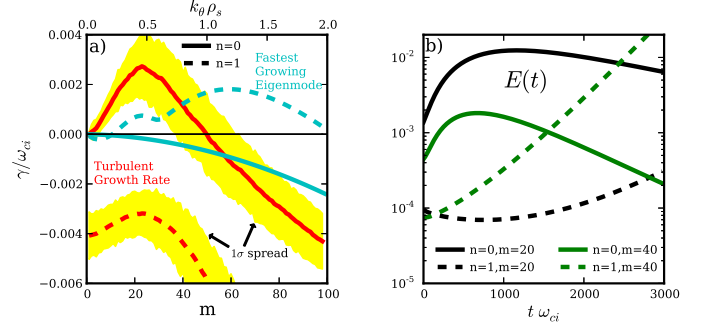 k_θ ρ_s
0.0 0.5 1.0 1.5 2.0
a)
n=0
n=1
Fastest
Growing
Eigenmode
Turbulent
Growth Rate
1σ spread
γ/ω_ci
0.004
0.002
0.000
−0.002
−0.004
−0.006
0 20 40 60 80 100
m
b)
E(t)
10^-2
10^-3
10^-4
10^-5
n=0,m=20 n=0,m=40
n=1,m=20 n=1,m=40
0 1000 2000 3000
t ω_ci